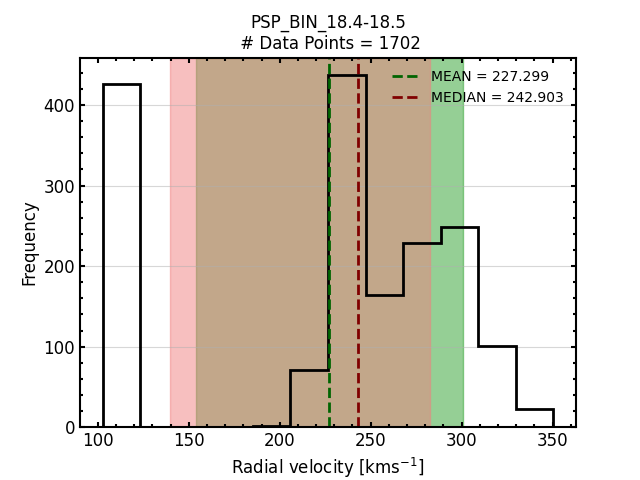 PSP_BIN_18.4-18.5
# Data Points = 1702
MEAN = 227.299
MEDIAN = 242.903
Frequency
400
300
200
100
0
100 150 200 250 300 350
Radial velocity [kms⁻¹]